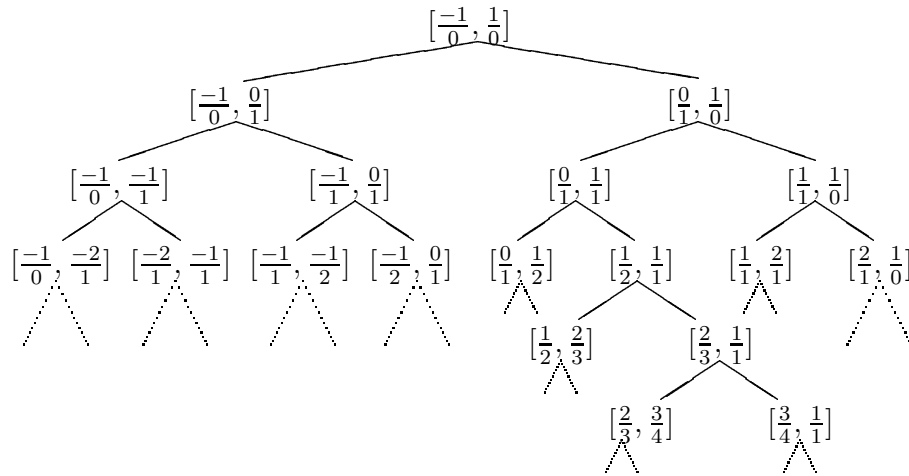 [-1/0, 1/0]
[-1/0, 0/1] [0/1, 1/0]
[-1/0, -1/1] [-1/1, 0/1] [0/1, 1/1] [1/1, 1/0]
[-1/0, -2/1] [-2/1, -1/1] [-1/1, -1/2] [-1/2, 0/1] [0/1, 1/2] [1/2, 1/1] [1/1, 2/1] [2/1, 1/0]
[1/2, 2/3] [2/3, 1/1]
[2/3, 3/4] [3/4, 1/1]